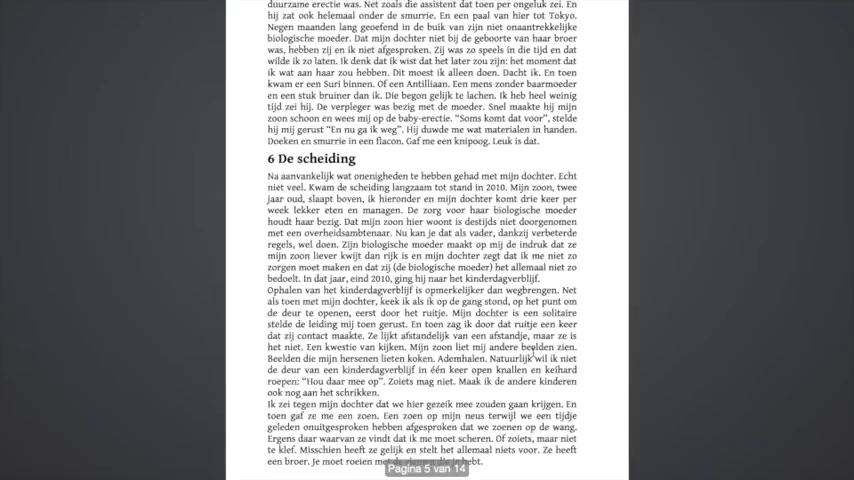 duurzame erectie was. Net zoals die assistent dat toen per ongeluk zei. En
hij zat ook helemaal onder de smurrie. En een paal van hier tot Tokyo.
Negen maanden lang geoefend in de buik van zijn niet onaantrekkelijke
biologische moeder. Dat mijn dochter niet bij de geboorte van haar broer
was, hebben zij en ik niet afgesproken. Zij was zo speels in die tijd en dat
wilde ik zo laten. Ik denk dat ik wist dat het later zou zijn: het moment dat
ik wat aan haar zou hebben. Dit moest ik alleen doen. Dacht ik. En toen
kwam er een Suri binnen. Of een Antilliaan. Een mens zonder baarmoeder
en een stuk bruiner dan ik. Die begon gelijk te lachen. Ik heb heel weinig
tijd zei hij. De verpleger was bezig met de moeder. Snel maakte hij mijn
zoon schoon en wees mij op de baby-erectie. “Soms komt dat voor”, stelde
hij mij gerust “En nu ga ik weg”. Hij duwde me wat materialen in handen.
Doeken en smurrie in een flacon. Gaf me een knipoog. Leuk is dat.
6 De scheiding
Na aanvankelijk wat onenigheden te hebben gehad met mijn dochter. Echt
niet veel. Kwam de scheiding langzaam tot stand in 2010. Mijn zoon, twee
jaar oud, slaapt boven, ik hieronder en mijn dochter komt drie keer per
week lekker eten en managen. De zorg voor haar biologische moeder
houdt haar bezig. Dat mijn zoon hier woont is destijds niet doorgenomen
met een overheidsambtenaar. Nu kan je dat als vader, dankzij verbeterde
regels, wel doen. Zijn biologische moeder maakt op mij de indruk dat ze
mijn zoon liever kwijt dan rijk is en mijn dochter zegt dat ik me niet zo
zorgen moet maken en dat zij (de biologische moeder) het allemaal niet zo
bedoelt. In dat jaar, eind 2010, ging hij naar het kinderdagverblijf.
Ophalen van het kinderdagverblijf is opmerkelijker dan wegbrengen. Net
als toen met mijn dochter, keek ik als ik op de gang stond, op het punt om
de deur te openen, eerst door het ruitje. Mijn dochter is een solitaire
stelde de leiding mij toen gerust. En toen zag ik door dat ruitje een keer
dat zij contact maakte. Ze lijkt afstandelijk van een afstandje, maar ze is
het niet. Een kwestie van kijken. Mijn zoon liet mij andere beelden zien.
Beelden die mijn hersenen lieten koken. Ademhalen. Natuurlijk wil ik niet
de deur van een kinderdagverblijf in één keer open knallen en keihard
roepen: “Hou daar mee op”. Zoiets mag niet. Maak ik de andere kinderen
ook nog aan het schrikken.
Ik zei tegen mijn dochter dat we hier gezeik mee zouden gaan krijgen. En
toen gaf ze me een zoen. Een zoen op mijn neus terwijl we een tijdje
geleden onuitgesproken hebben afgesproken dat we zoenen op de wang.
Ergens daar waarvan ze vindt dat ik me moet scheren. Of zoiets, maar niet
te klef. Misschien heeft ze gelijk en stelt het allemaal niets voor. Ze heeft
een broer. Je moet roeien met de hebt.
Pagina 5 van 14